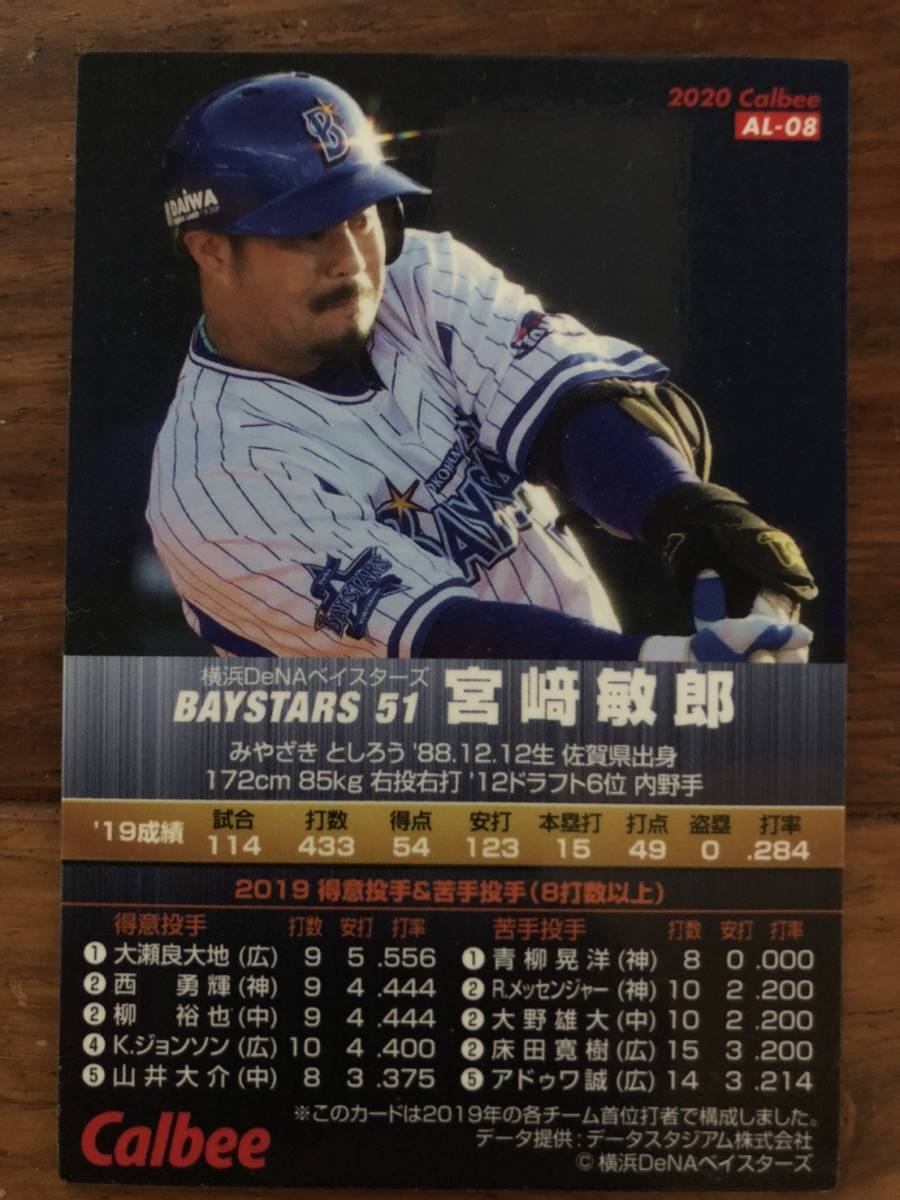 2020 Calbee
AL-08
B
DAIWA
BAYSTARS
横浜DeNAベイスターズ
BAYSTARS 51 宮﨑敏郎
みやざき としろう '88.12.12生 佐賀県出身
172cm 85kg 右投右打 '12ドラフト6位 内野手
'19成績 試合 打数 得点 安打 本塁打 打点 盗塁 打率
114 433 54 123 15 49 0 .284
2019 得意投手&苦手投手(8打数以上)
得意投手 打数 安打 打率
❶大瀬良大地(広) 9 5 .556
❷西 勇輝(神) 9 4 .444
❷柳 裕也(中) 9 4 .444
❹K.ジョンソン(広) 10 4 .400
❺山井大介(中) 8 3 .375
苦手投手 打数 安打 打率
❶青柳晃洋(神) 8 0 .000
❷R.メッセンジャー(神) 10 2 .200
❷大野雄大(中) 10 2 .200
❷床田寛樹(広) 15 3 .200
❺アドゥワ誠(広) 14 3 .214
Calbee
※このカードは2019年の各チーム首位打者で構成しました。
データ提供:データスタジアム株式会社
©横浜DeNAベイスターズ